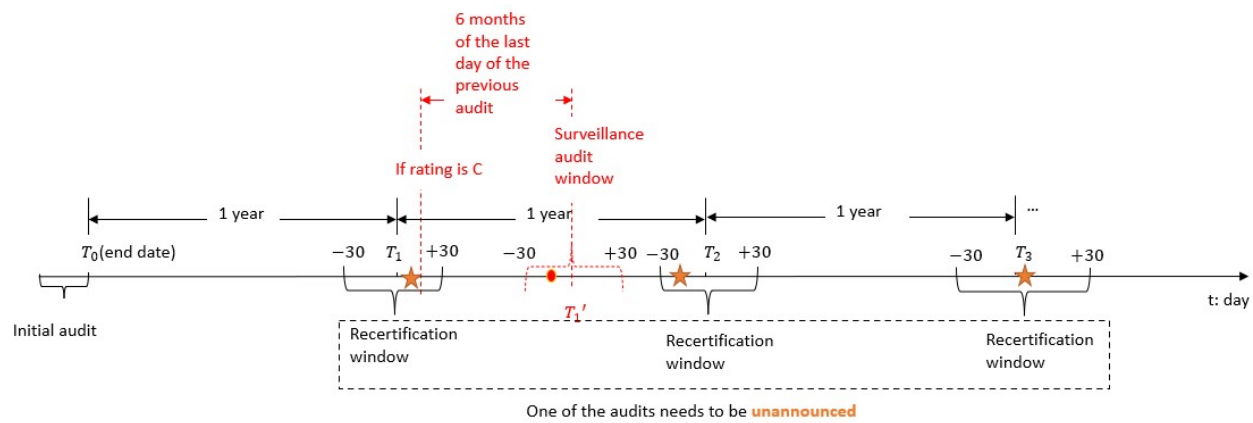 6 months
of the last
day of the
previous
audit
Surveillance
audit
window
If rating is C
1 year
1 year
1 year
...
T₀(end date)
−30
T₁
+30
−30
+30
−30
T₂
+30
−30
T₃
+30
t: day
Initial audit
T₁′
Recertification
window
Recertification
window
Recertification
window
One of the audits needs to be unannounced